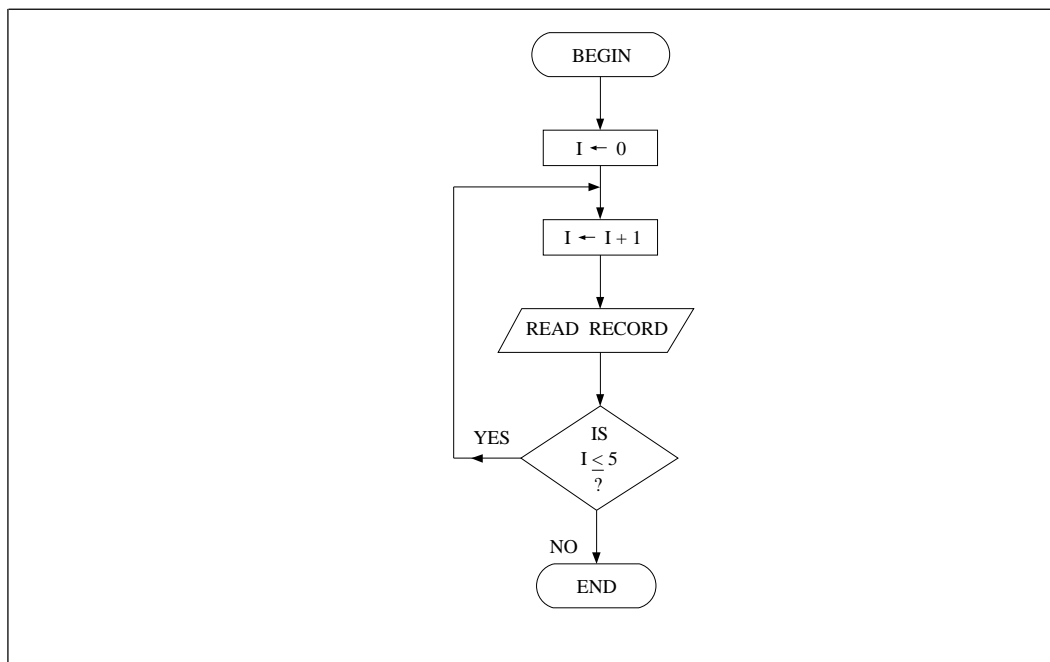 BEGIN
I ← 0
I ← I + 1
READ RECORD
IS
I ≤ 5
?
YES
NO
END